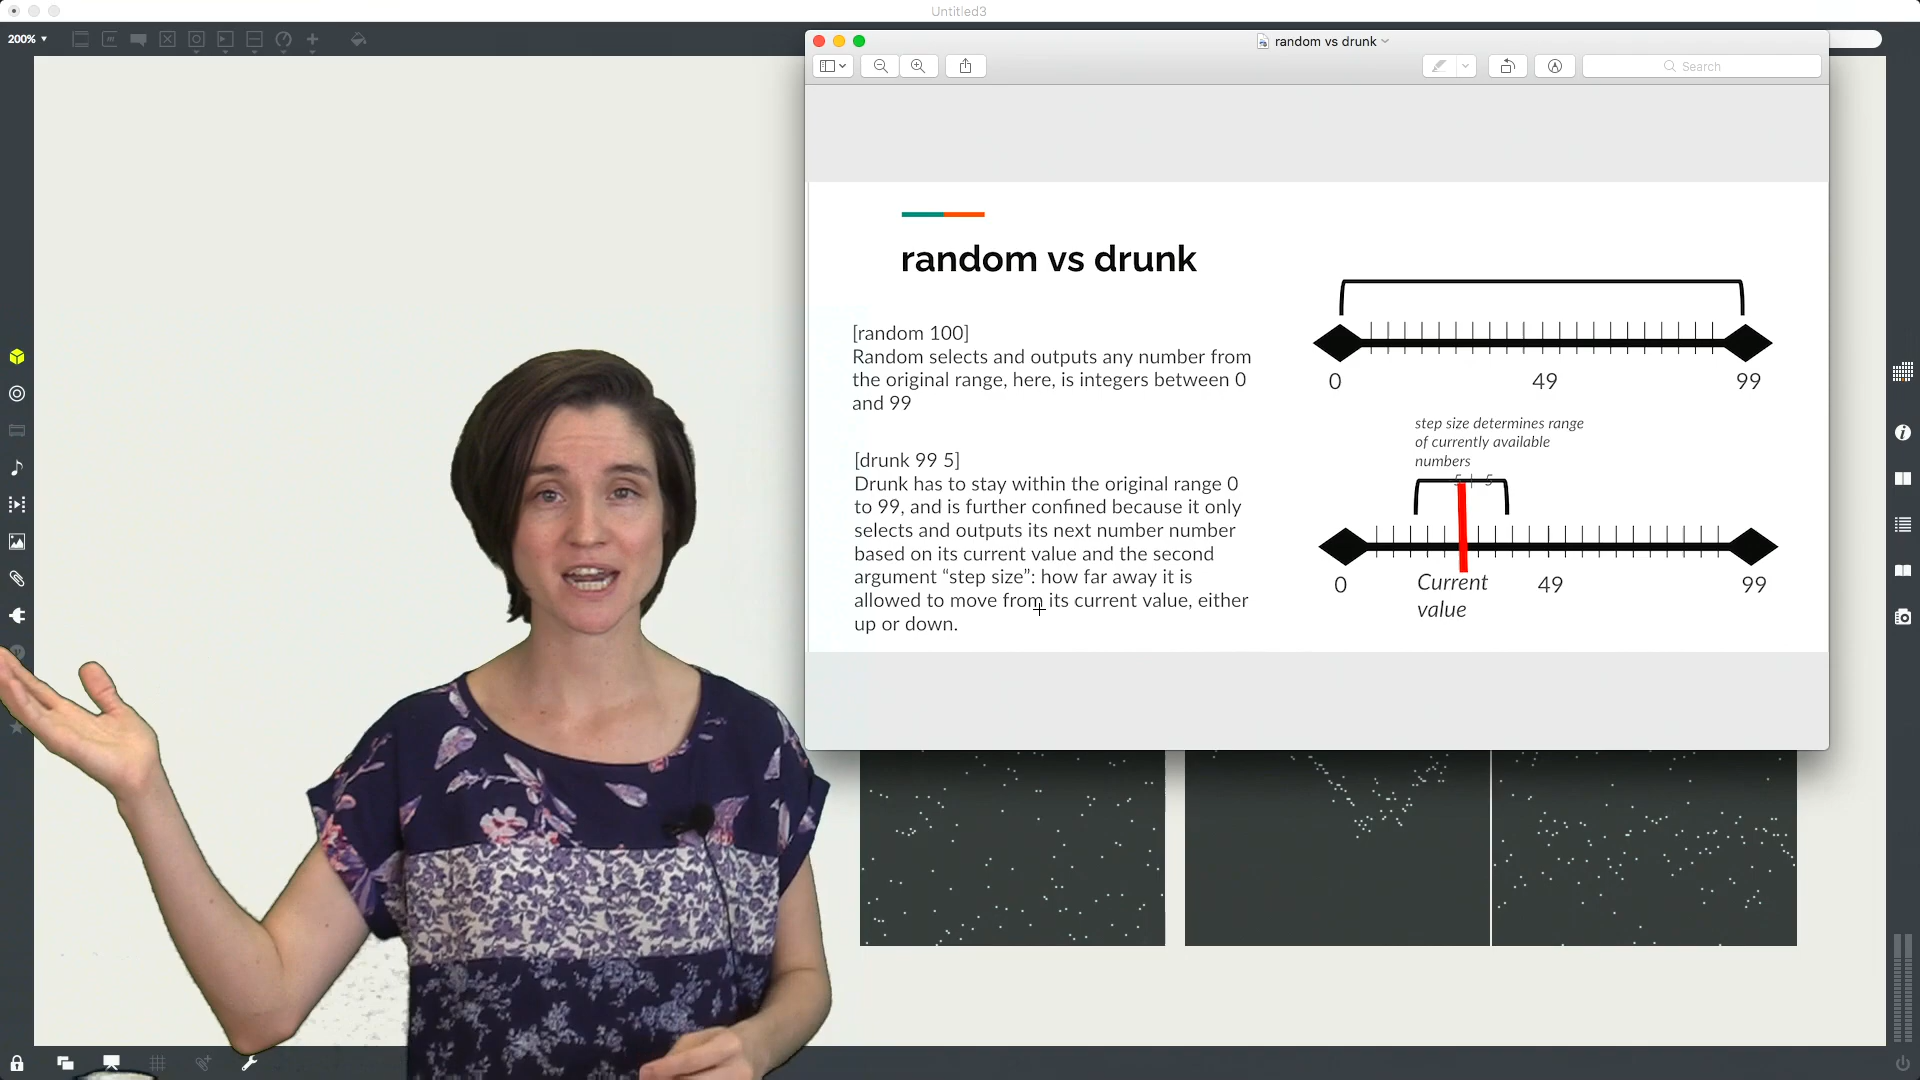 Untitled3
200%
random vs drunk
Search
random vs drunk
[random 100]
Random selects and outputs any number from
the original range, here, is integers between 0
and 99
[drunk 99 5]
Drunk has to stay within the original range 0
to 99, and is further confined because it only
selects and outputs its next number number
based on its current value and the second
argument “step size”: how far away it is
allowed to move from its current value, either
up or down.
0 49 99
step size determines range
of currently available
numbers
5 | 5
0 49 99
Current
value